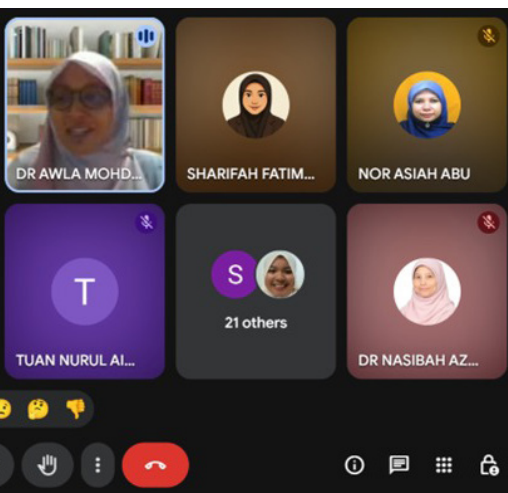 DR AWLA MOHD...
SHARIFAH FATIM...
NOR ASIAH ABU
T
TUAN NURUL AI...
S
21 others
DR NASIBAH AZ...